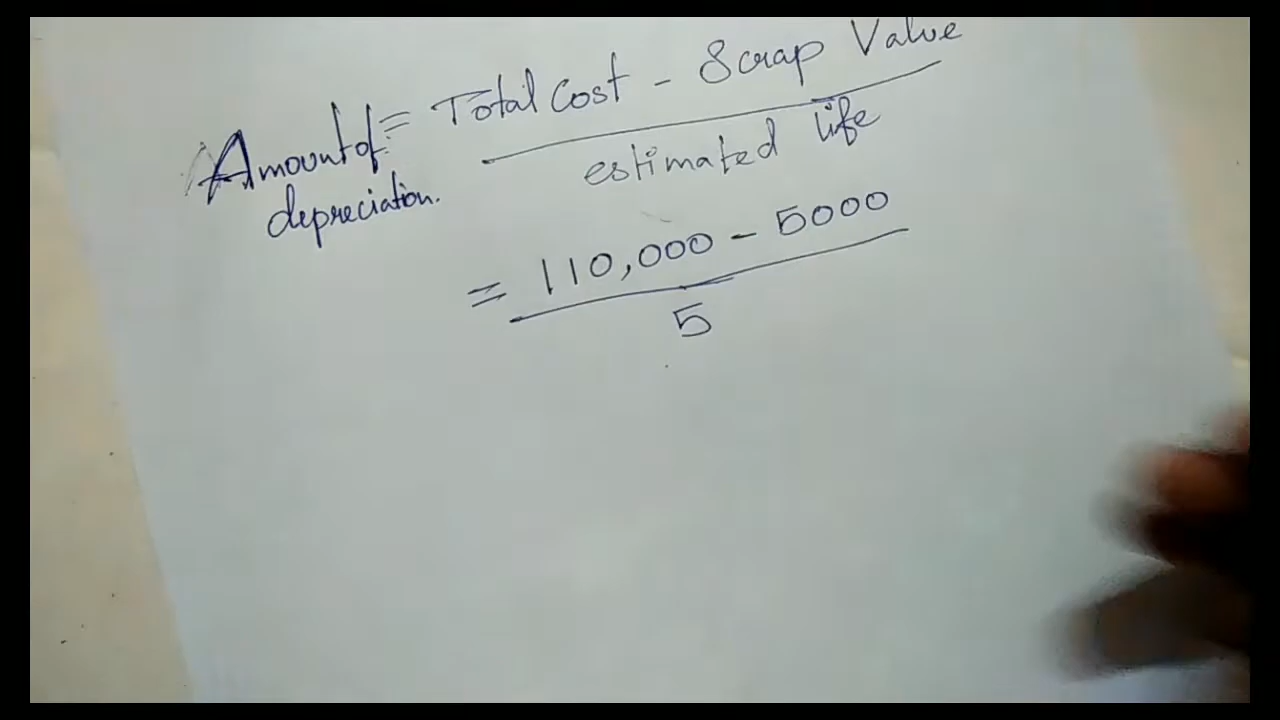 Amount of = Total Cost - Scrap Value
depreciation. estimated life
= 110,000 - 5000
5